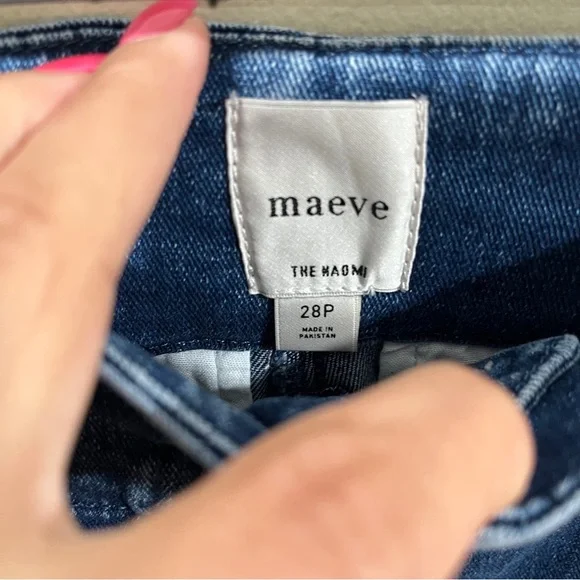 maeve
THE NAOMI
28P
MADE IN
PAKISTAN